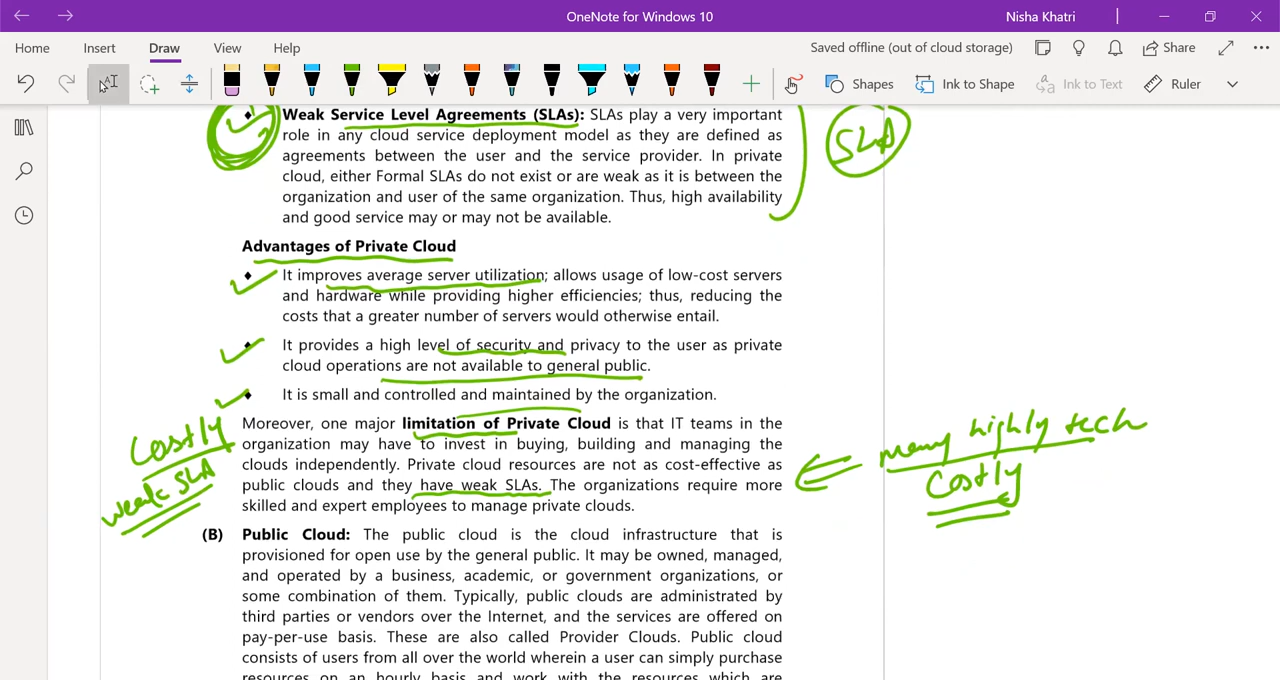 OneNote for Windows 10
Nisha Khatri
Home Insert Draw View Help
Saved offline (out of cloud storage)
Share
Shapes
Ink to Shape
Ink to Text
Ruler
♦ Weak Service Level Agreements (SLAs): SLAs play a very important
role in any cloud service deployment model as they are defined as
agreements between the user and the service provider. In private
cloud, either Formal SLAs do not exist or are weak as it is between the
organization and user of the same organization. Thus, high availability
and good service may or may not be available.
SLA
Advantages of Private Cloud
♦ It improves average server utilization; allows usage of low-cost servers
and hardware while providing higher efficiencies; thus, reducing the
costs that a greater number of servers would otherwise entail.
♦ It provides a high level of security and privacy to the user as private
cloud operations are not available to general public.
♦ It is small and controlled and maintained by the organization.
Moreover, one major limitation of Private Cloud is that IT teams in the
organization may have to invest in buying, building and managing the
clouds independently. Private cloud resources are not as cost-effective as
public clouds and they have weak SLAs. The organizations require more
skilled and expert employees to manage private clouds.
Costly
weak SLA
many highly tech
Costly
(B) Public Cloud: The public cloud is the cloud infrastructure that is
provisioned for open use by the general public. It may be owned, managed,
and operated by a business, academic, or government organizations, or
some combination of them. Typically, public clouds are administrated by
third parties or vendors over the Internet, and the services are offered on
pay-per-use basis. These are also called Provider Clouds. Public cloud
consists of users from all over the world wherein a user can simply purchase
resources on an hourly basis and work with the resources which are